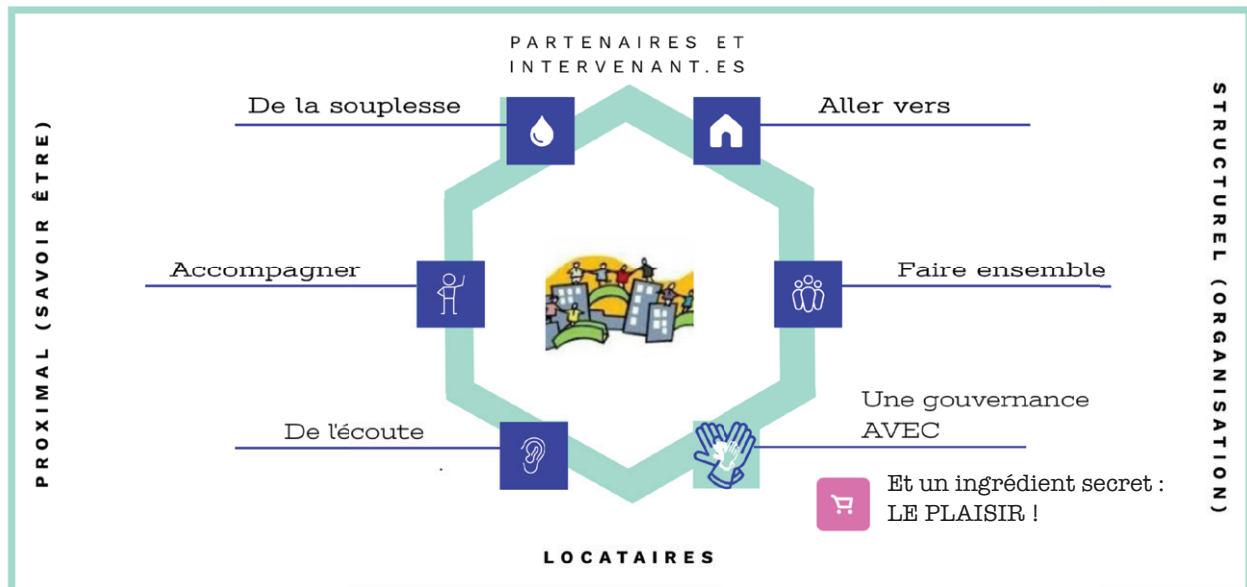 PARTENAIRES ET
INTERVENANT.ES
De la souplesse
Aller vers
PROXIMAL (SAVOIR ÊTRE)
STRUCTUREL (ORGANISATION)
Accompagner
Faire ensemble
De l'écoute
Une gouvernance
AVEC
Et un ingrédient secret :
LE PLAISIR !
LOCATAIRES